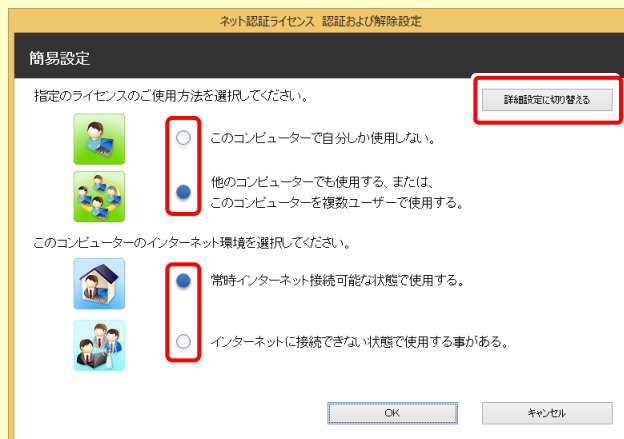 ネット認証ライセンス 認証および解除設定
簡易設定
指定のライセンスのご使用方法を選択してください。
詳細設定に切り替える
このコンピューターで自分しか使用しない。
他のコンピューターでも使用する、または、
このコンピューターを複数ユーザーで使用する。
このコンピューターのインターネット環境を選択してください。
常時インターネット接続可能な状態で使用する。
インターネットに接続できない状態で使用する事がある。
OK
キャンセル